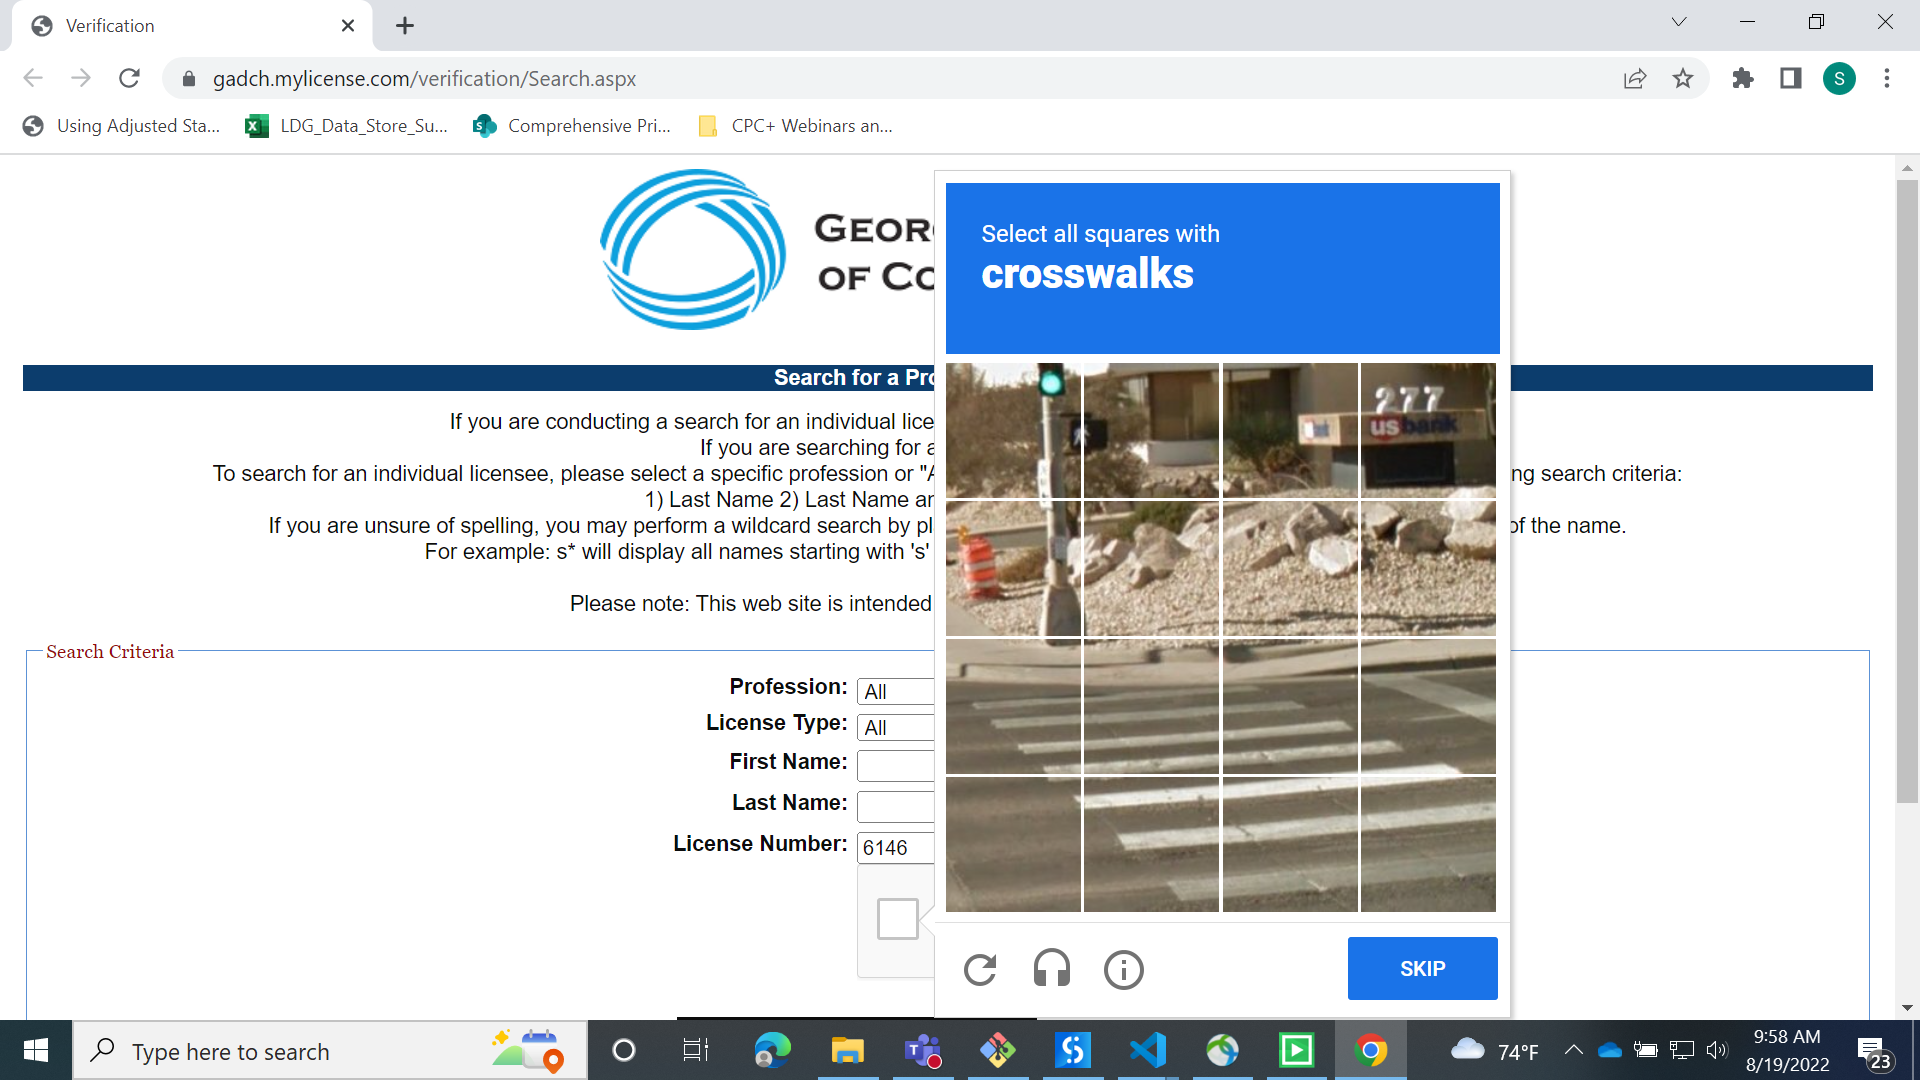 Verification
gadch.mylicense.com/verification/Search.aspx
S
Using Adjusted Sta...
LDG_Data_Store_Su...
Comprehensive Pri...
CPC+ Webinars an...
GEOR
OF CO
Select all squares with
crosswalks
277
usbank
Search for a Pro
If you are conducting a search for an individual lice
If you are searching for a
To search for an individual licensee, please select a specific profession or "A
ng search criteria:
1) Last Name 2) Last Name an
If you are unsure of spelling, you may perform a wildcard search by pl
of the name.
For example: s* will display all names starting with 's'
Please note: This web site is intended
Search Criteria
Profession: All
License Type: All
First Name:
Last Name:
License Number: 6146
SKIP
Type here to search
74°F
9:58 AM
8/19/2022
23